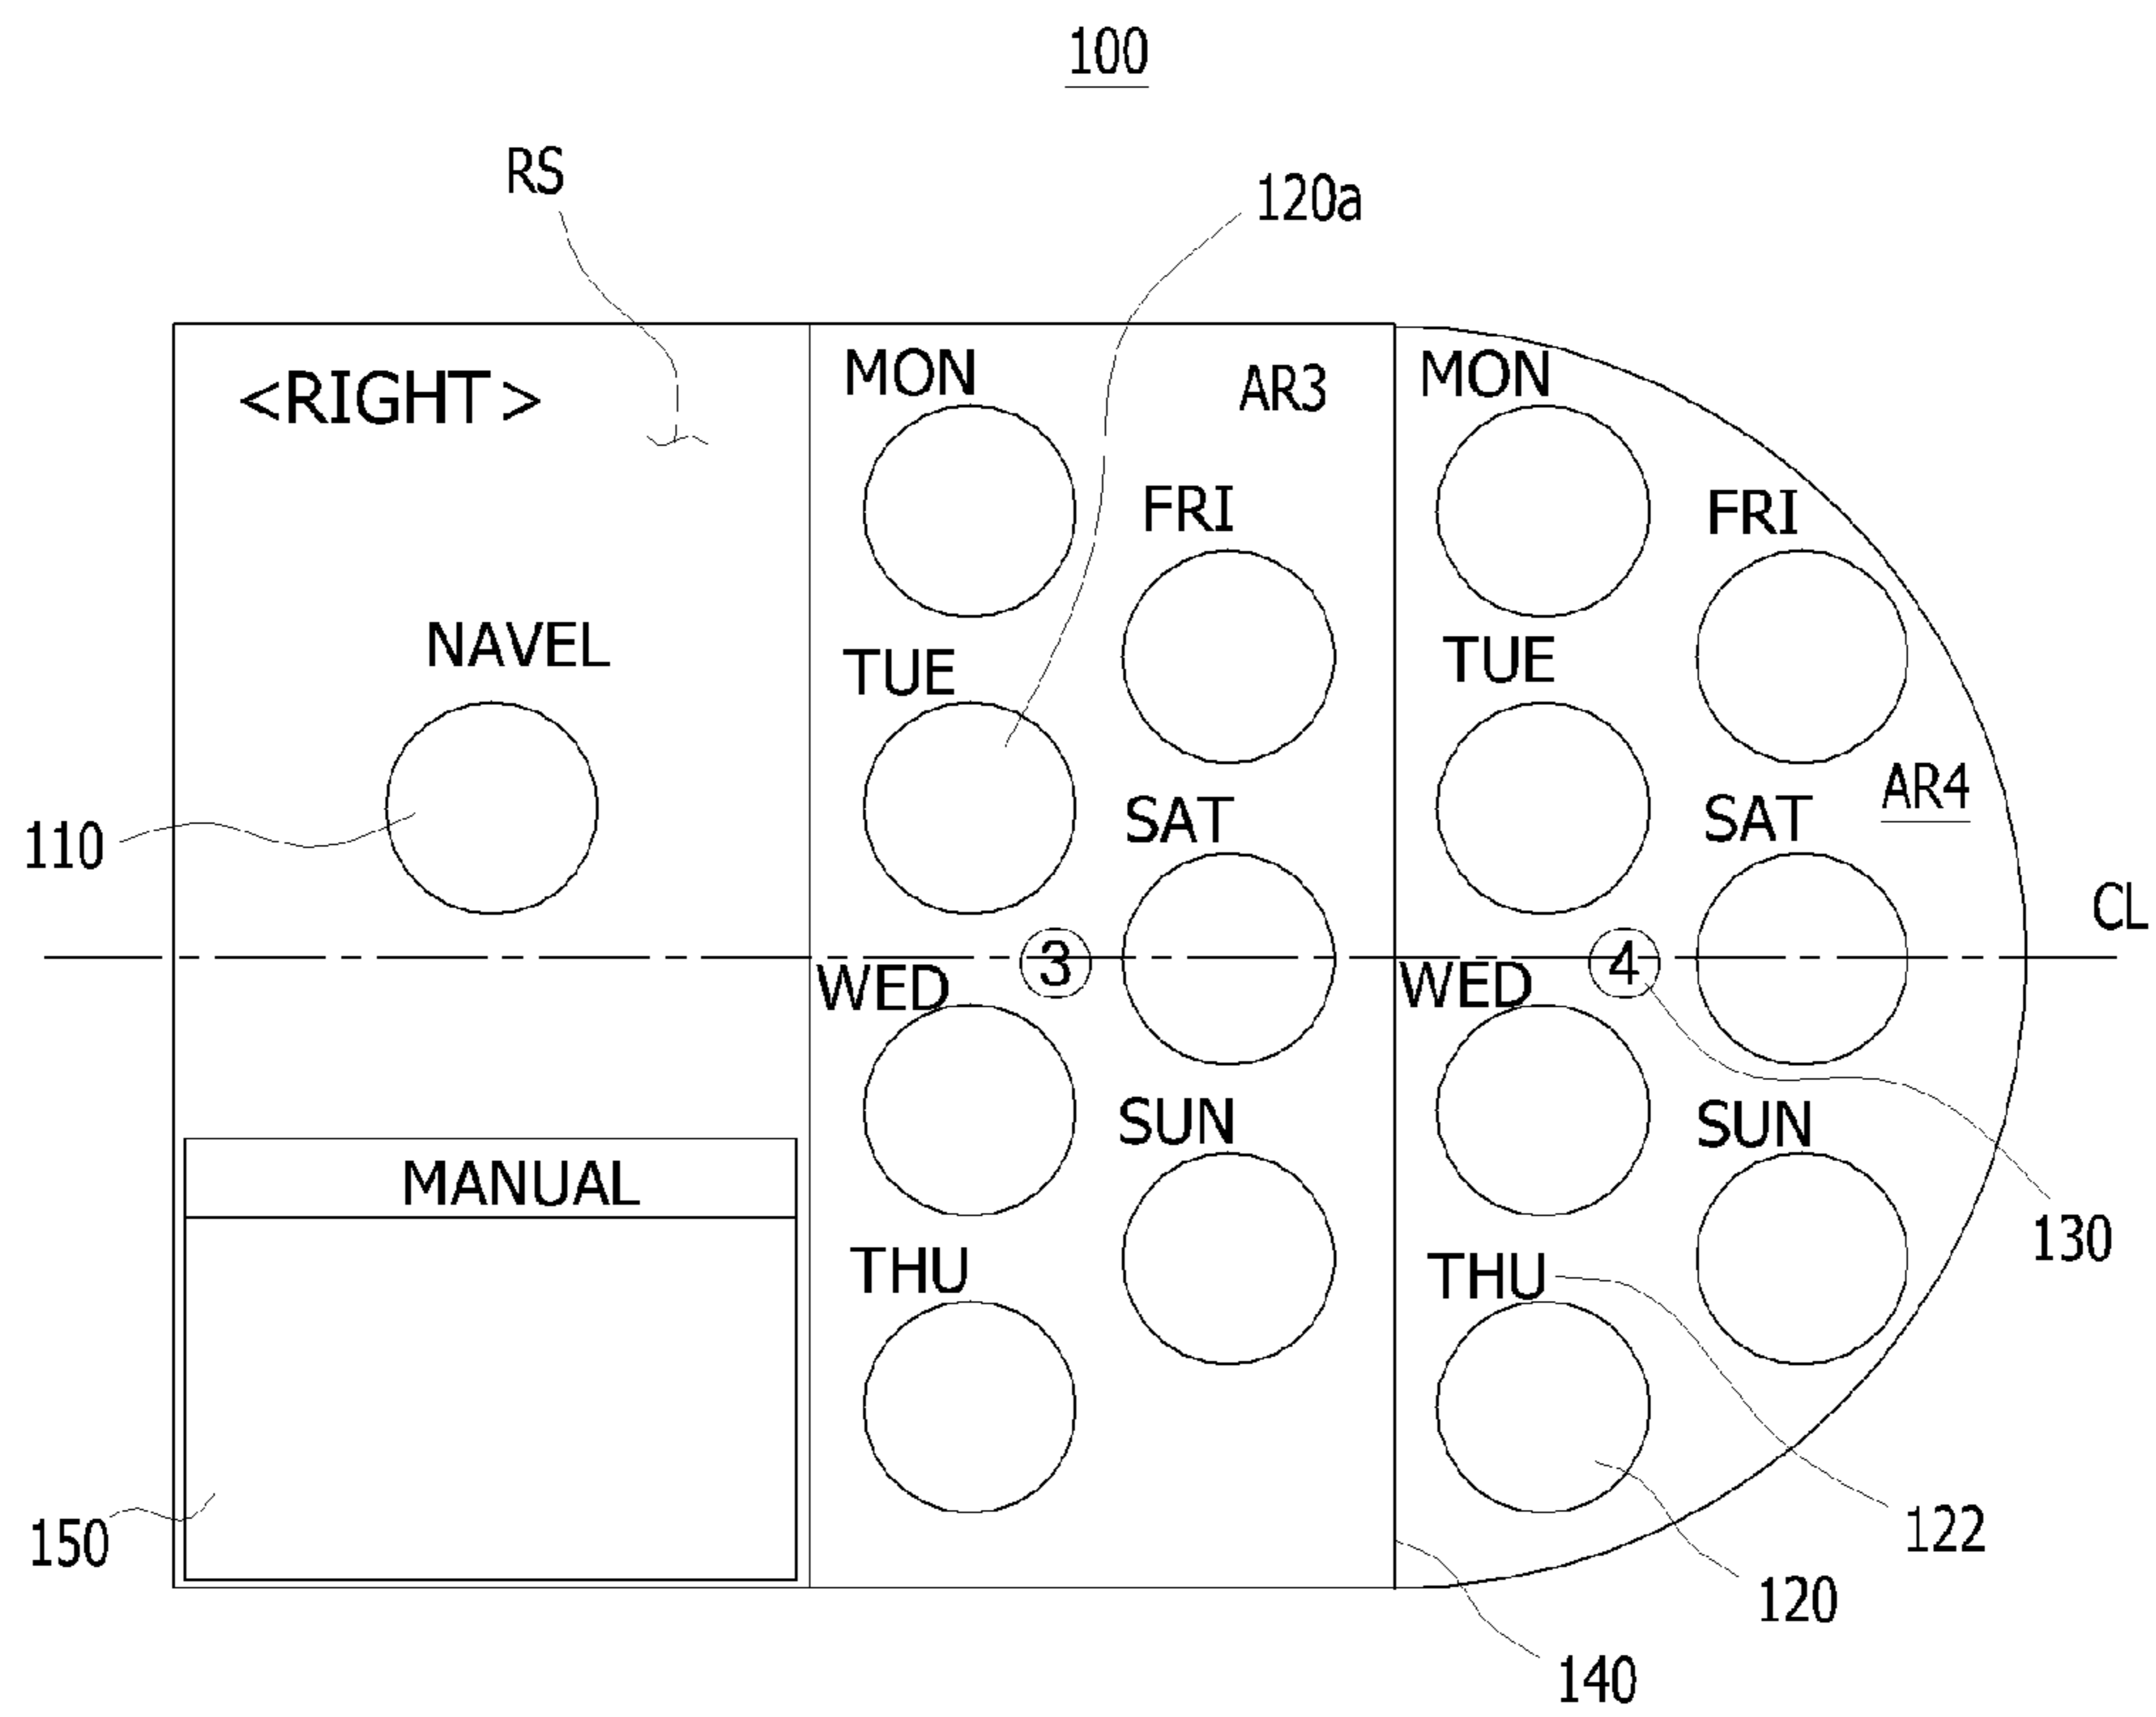 100
RS
120a
<RIGHT>
MON
AR3
MON
FRI
FRI
NAVEL
TUE
TUE
AR4
SAT
SAT
110
CL
3
4
WED
WED
SUN
SUN
MANUAL
130
THU
THU
122
150
120
140